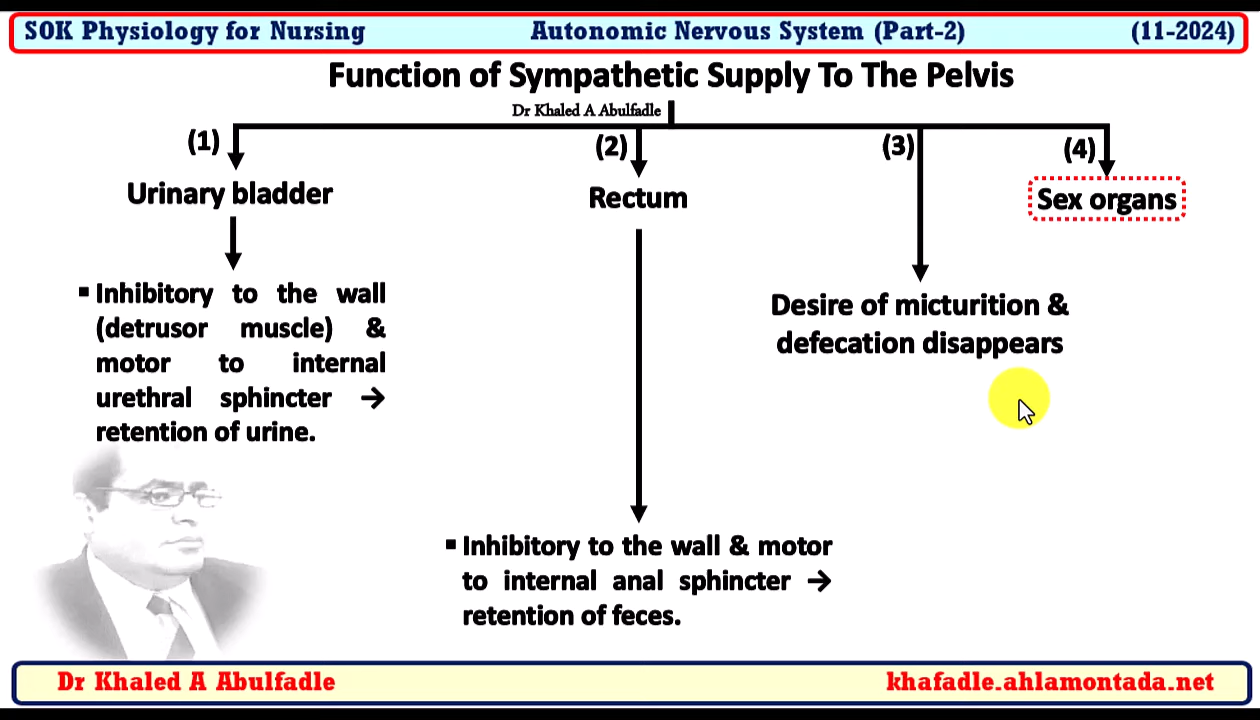 SOK Physiology for Nursing Autonomic Nervous System (Part-2) (11-2024)
Function of Sympathetic Supply To The Pelvis
Dr Khaled A Abulfadle
(1)
Urinary bladder
▪ Inhibitory to the wall
(detrusor muscle) &
motor to internal
urethral sphincter →
retention of urine.
(2)
Rectum
▪ Inhibitory to the wall & motor
to internal anal sphincter →
retention of feces.
(3)
Desire of micturition &
defecation disappears
(4)
Sex organs
Dr Khaled A Abulfadle khafadle.ahlamontada.net